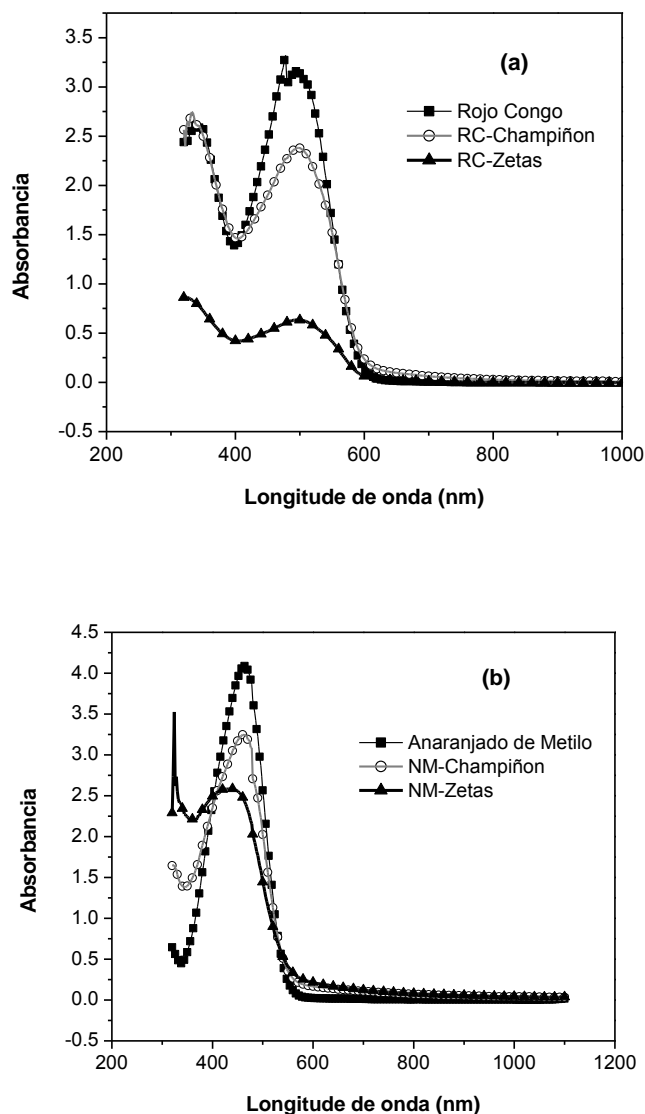 3.5
(a)
3.0
Rojo Congo
2.5
RC-Champiñon
2.0
RC-Zetas
1.5
1.0
0.5
0.0
-0.5
200 400 600 800 1000
Absorbancia
Longitude de onda (nm)
4.5
(b)
4.0
3.5
Anaranjado de Metilo
3.0
NM-Champiñon
2.5
NM-Zetas
2.0
1.5
1.0
0.5
0.0
-0.5
200 400 600 800 1000 1200
Absorbancia
Longitude de onda (nm)